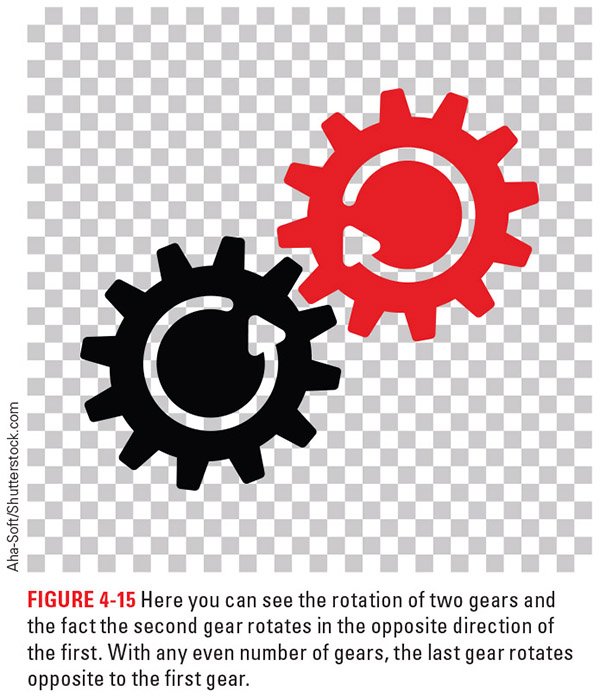 Aha-Soft/Shutterstock.com
FIGURE 4-15 Here you can see the rotation of two gears and
the fact the second gear rotates in the opposite direction of
the first. With any even number of gears, the last gear rotates
opposite to the first gear.